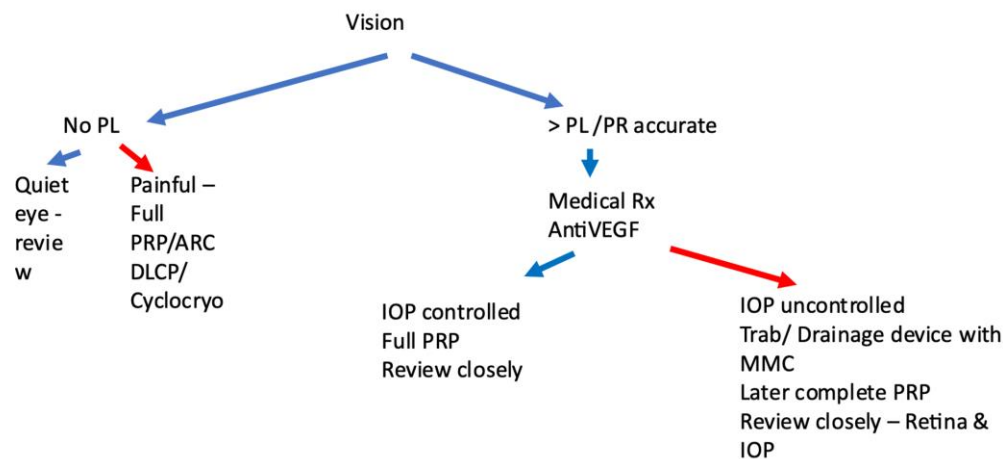 Vision
No PL
> PL /PR accurate
Quiet
eye -
revie
w
Painful –
Full
PRP/ARC
DLCP/
Cyclocryo
Medical Rx
AntiVEGF
IOP controlled
Full PRP
Review closely
IOP uncontrolled
Trab/ Drainage device with
MMC
Later complete PRP
Review closely – Retina &
IOP